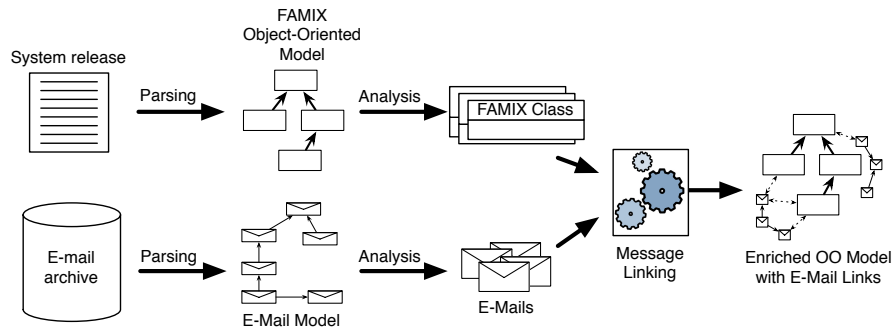 FAMIX
Object-Oriented
Model
System release
Parsing
Analysis
FAMIX Class
E-mail
archive
Parsing
E-Mail Model
Analysis
E-Mails
Message
Linking
Enriched OO Model
with E-Mail Links